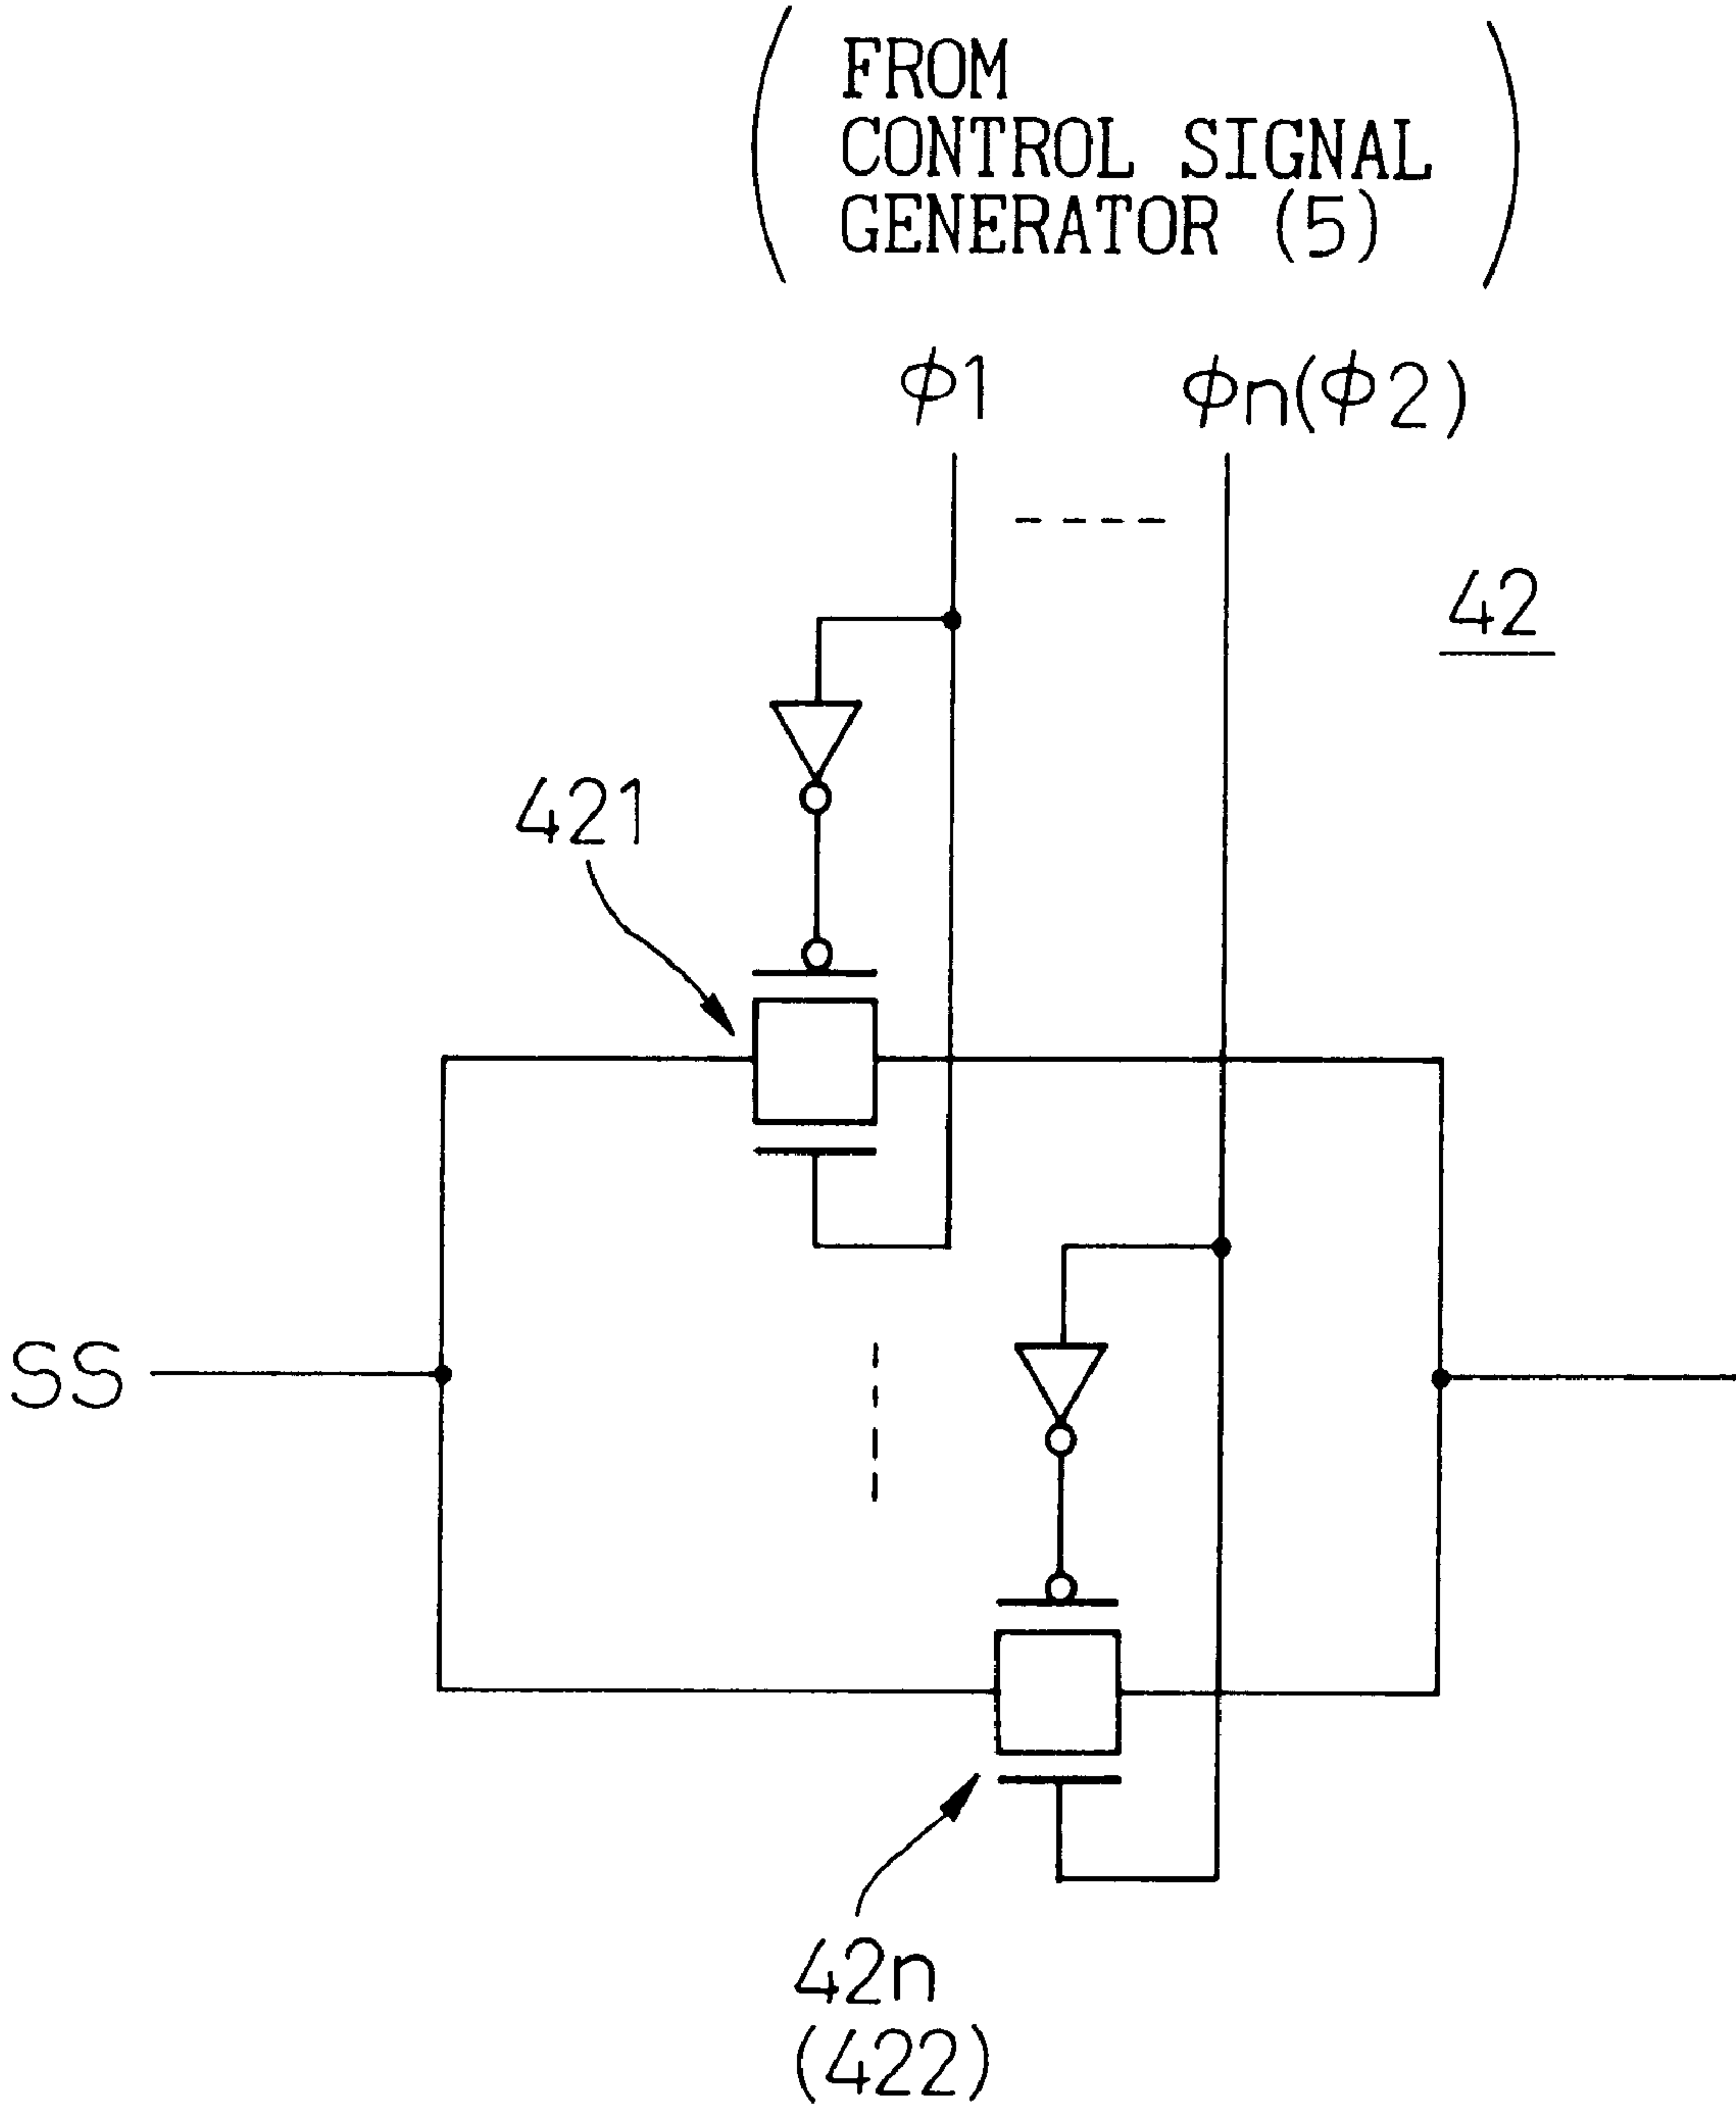 FROM
CONTROL SIGNAL
GENERATOR (5)
ϕ1
ϕn(ϕ2)
42
421
SS
42n
(422)